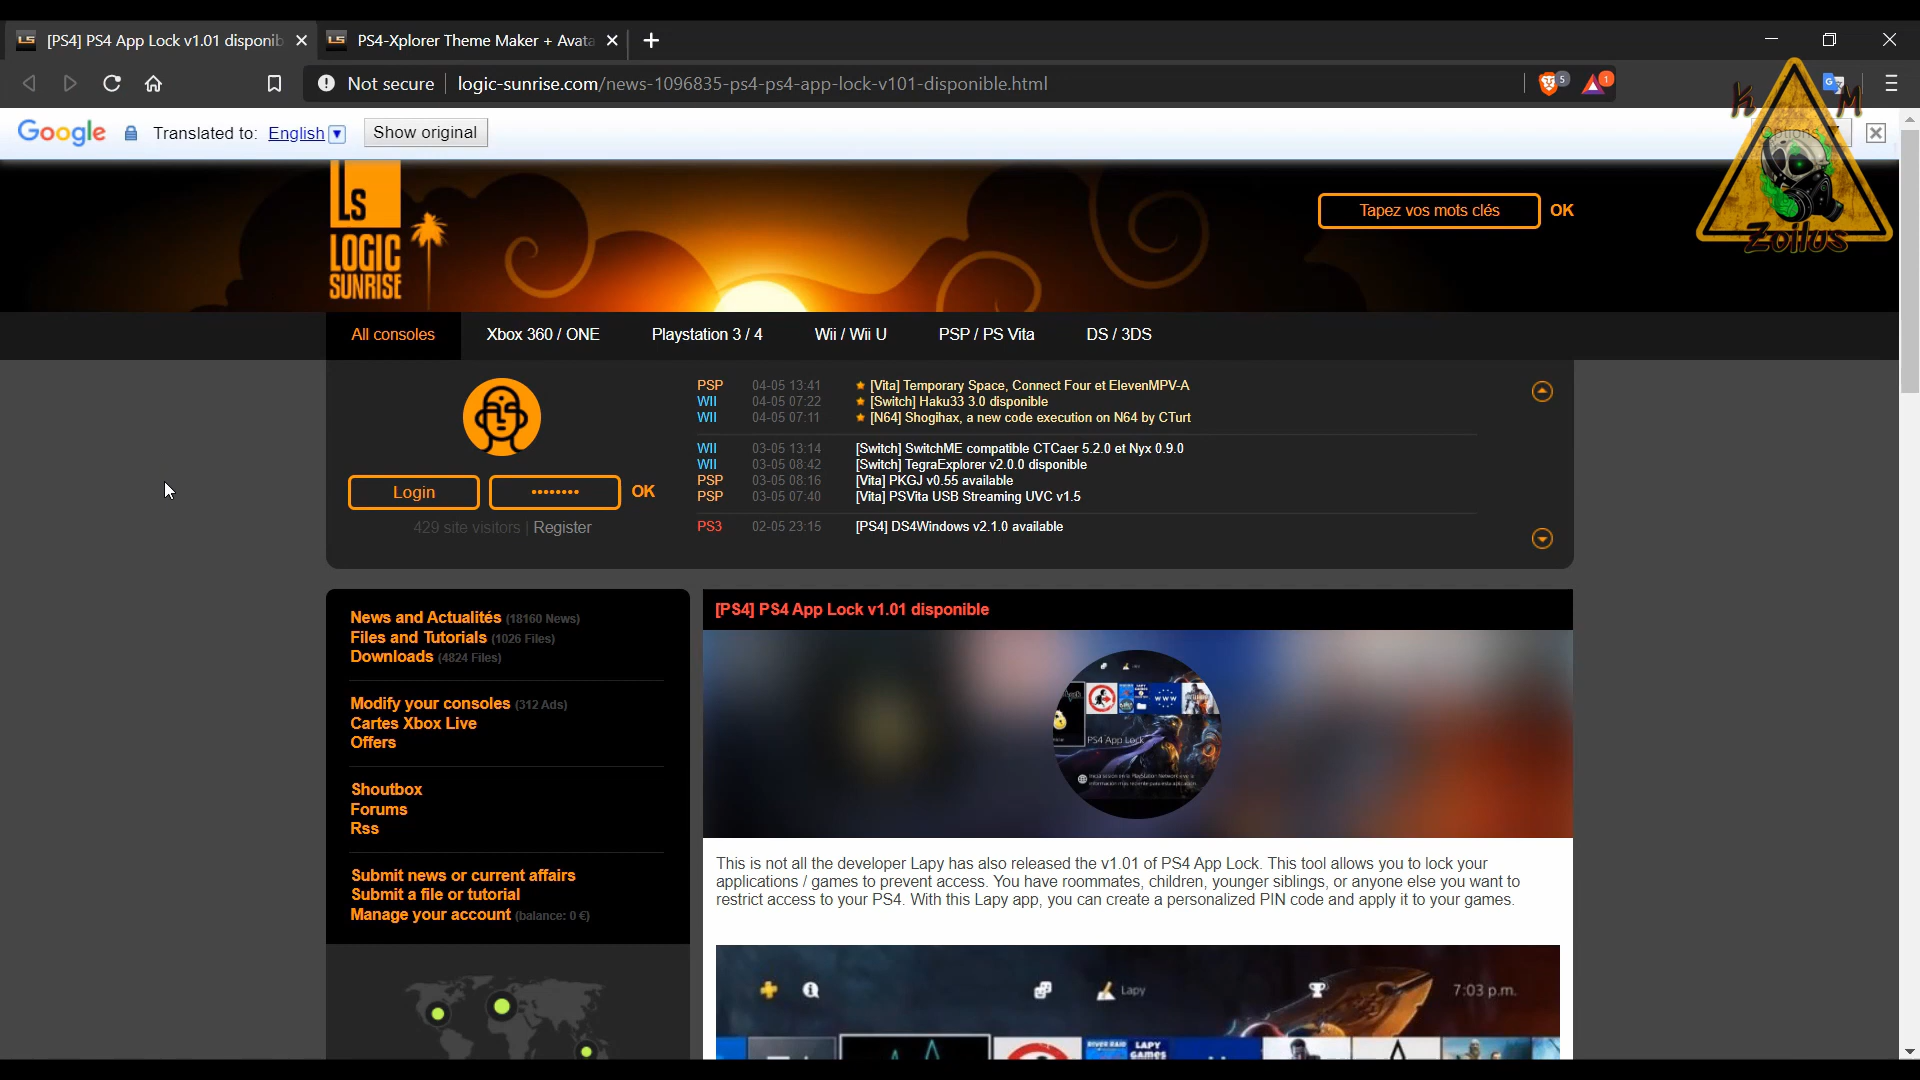 [PS4] PS4 App Lock v1.01 disponib
PS4-Xplorer Theme Maker + Avata
Not secure
logic-sunrise.com/news-1096835-ps4-ps4-app-lock-v101-disponible.html
5
1
K M
Zoilus
Google
Translated to: English
Show original
Options
Ls
LOGIC
SUNRISE
Tapez vos mots clés OK
All consoles
Xbox 360 / ONE
Playstation 3 / 4
Wii / Wii U
PSP / PS Vita
DS / 3DS
PSP 04-05 13:41 [Vita] Temporary Space, Connect Four et ElevenMPV-A
WII 04-05 07:22 [Switch] Haku33 3.0 disponible
WII 04-05 07:11 [N64] Shogihax, a new code execution on N64 by CTurt
WII 03-05 13:14 [Switch] SwitchME compatible CTCaer 5.2.0 et Nyx 0.9.0
WII 03-05 08:42 [Switch] TegraExplorer v2.0.0 disponible
PSP 03-05 08:16 [Vita] PKGJ v0.55 available
PSP 03-05 07:40 [Vita] PSVita USB Streaming UVC v1.5
PS3 02-05 23:15 [PS4] DS4Windows v2.1.0 available
Login
••••••••
OK
429 site visitors | Register
News and Actualités (18160 News)
Files and Tutorials (1026 Files)
Downloads (4824 Files)
Modify your consoles (312 Ads)
Cartes Xbox Live
Offers
Shoutbox
Forums
Rss
Submit news or current affairs
Submit a file or tutorial
Manage your account (balance: 0 €)
[PS4] PS4 App Lock v1.01 disponible
WWW
PS4 App Lock
This is not all the developer Lapy has also released the v1.01 of PS4 App Lock. This tool allows you to lock your
applications / games to prevent access. You have roommates, children, younger siblings, or anyone else you want to
restrict access to your PS4. With this Lapy app, you can create a personalized PIN code and apply it to your games.
Lapy
7:03 p.m.
RIVER RAID
LAPY
GAMES